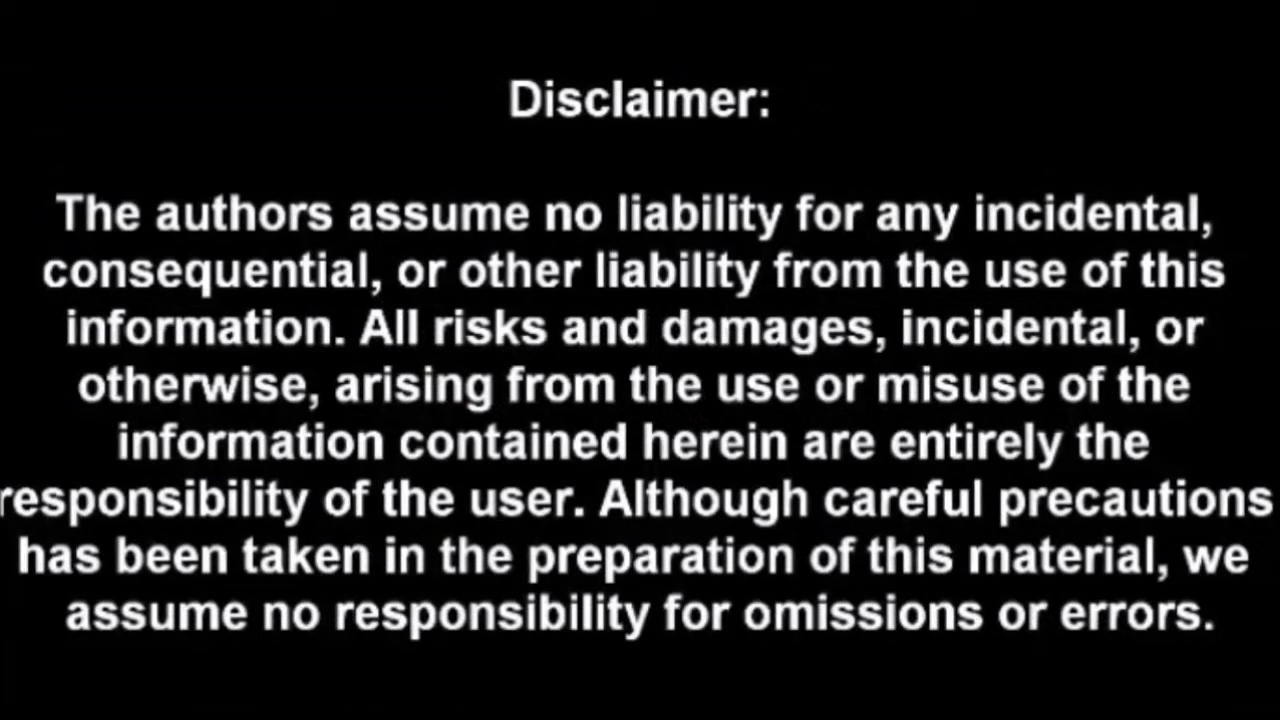 Disclaimer:
The authors assume no liability for any incidental,
consequential, or other liability from the use of this
information. All risks and damages, incidental, or
otherwise, arising from the use or misuse of the
information contained herein are entirely the
responsibility of the user. Although careful precautions
has been taken in the preparation of this material, we
assume no responsibility for omissions or errors.